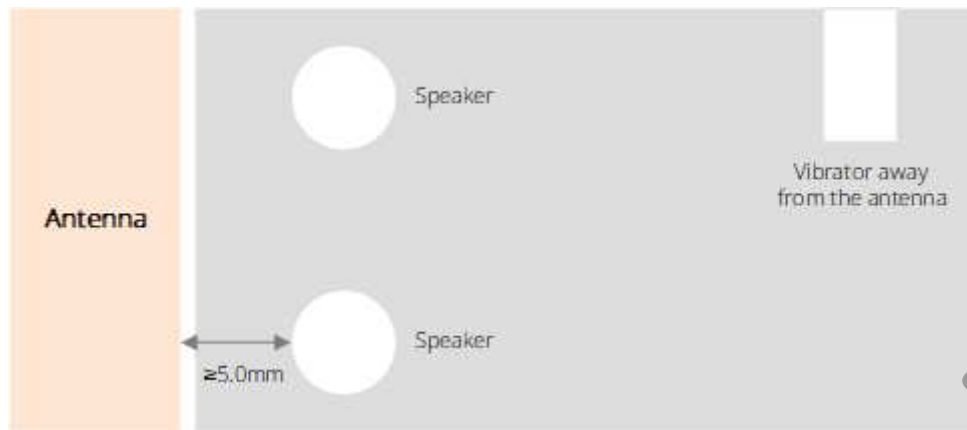 Speaker
Vibrator away
from the antenna
Antenna
Speaker
≥5.0mm